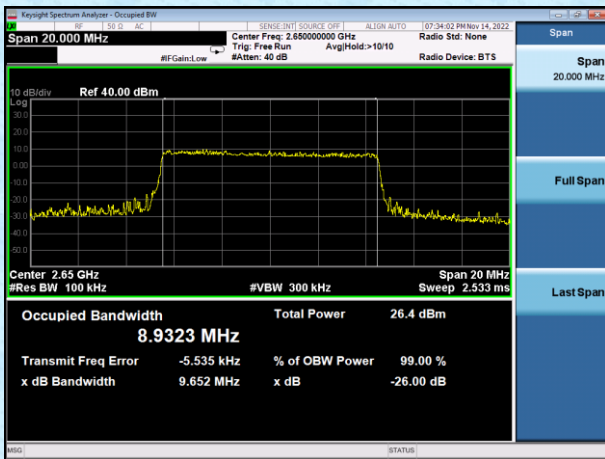 Keysight Spectrum Analyzer - Occupied BW
RF 50 Ω AC SENSE:INT SOURCE OFF ALIGN AUTO 07:34:02 PM Nov 14, 2022
Span 20.000 MHz
Center Freq: 2.650000000 GHz Radio Std: None
Trig: Free Run Avg|Hold:>10/10
#IFGain:Low #Atten: 40 dB Radio Device: BTS
10 dB/div Ref 40.00 dBm
Log
30.0
20.0
10.0
0.00
-10.0
-20.0
-30.0
-40.0
-50.0
Center 2.65 GHz Span 20 MHz
#Res BW 100 kHz #VBW 300 kHz Sweep 2.533 ms
Occupied Bandwidth Total Power 26.4 dBm
8.9323 MHz
Transmit Freq Error -5.535 kHz % of OBW Power 99.00 %
x dB Bandwidth 9.652 MHz x dB -26.00 dB
MSG STATUS
Span
Span
20.000 MHz
Full Span
Last Span